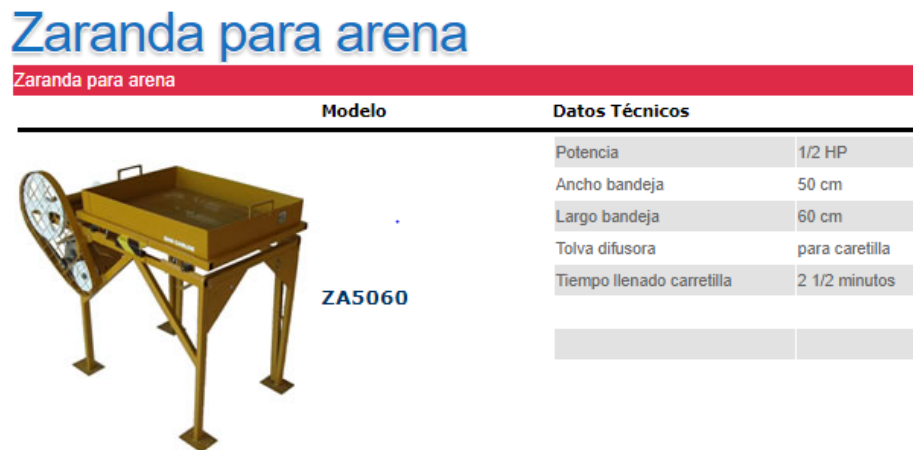 Zaranda para arena
Zaranda para arena
Modelo Datos Técnicos
Potencia 1/2 HP
Ancho bandeja 50 cm
Largo bandeja 60 cm
Tolva difusora para caretilla
Tiempo llenado carretilla 2 1/2 minutos
ZA5060